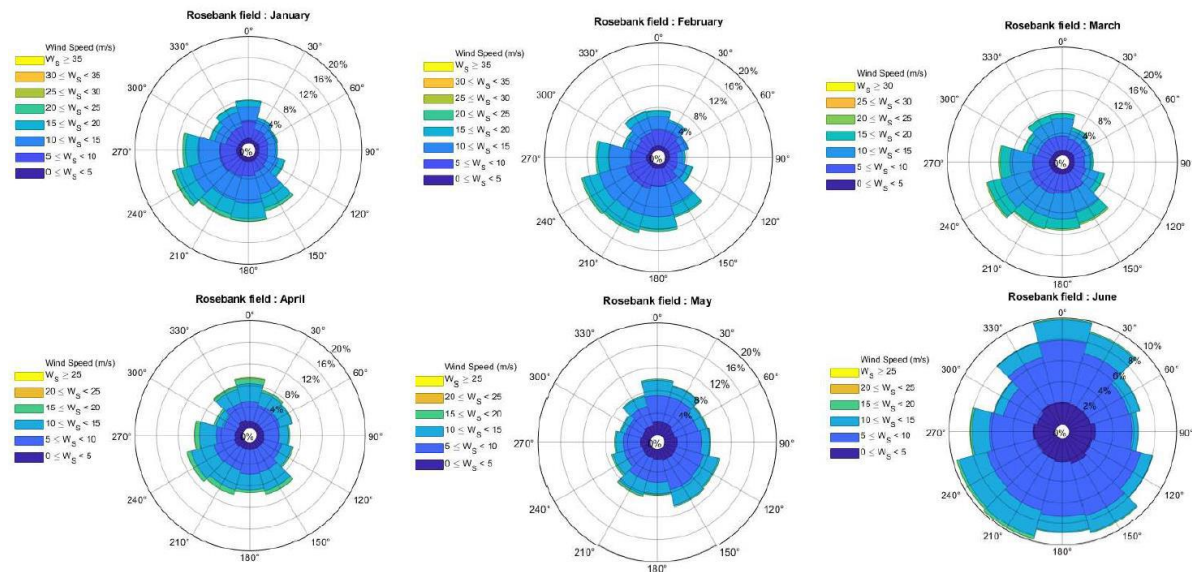 Rosebank field : January
Wind Speed (m/s)
W_S ≥ 35
30 ≤ W_S < 35
25 ≤ W_S < 30
20 ≤ W_S < 25
15 ≤ W_S < 20
10 ≤ W_S < 15
5 ≤ W_S < 10
0 ≤ W_S < 5
0°
30°
60°
90°
120°
150°
180°
210°
240°
270°
300°
330°
0%
4%
8%
12%
16%
20%
Rosebank field : February
Wind Speed (m/s)
W_S ≥ 35
30 ≤ W_S < 35
25 ≤ W_S < 30
20 ≤ W_S < 25
15 ≤ W_S < 20
10 ≤ W_S < 15
5 ≤ W_S < 10
0 ≤ W_S < 5
0°
30°
60°
90°
120°
150°
180°
210°
240°
270°
300°
330°
0%
4%
8%
12%
16%
20%
Rosebank field : March
Wind Speed (m/s)
W_S ≥ 30
25 ≤ W_S < 30
20 ≤ W_S < 25
15 ≤ W_S < 20
10 ≤ W_S < 15
5 ≤ W_S < 10
0 ≤ W_S < 5
0°
30°
60°
90°
120°
150°
180°
210°
240°
270°
300°
330°
0%
4%
8%
12%
16%
20%
Rosebank field : April
Wind Speed (m/s)
W_S ≥ 25
20 ≤ W_S < 25
15 ≤ W_S < 20
10 ≤ W_S < 15
5 ≤ W_S < 10
0 ≤ W_S < 5
0°
30°
60°
90°
120°
150°
180°
210°
240°
270°
300°
330°
0%
4%
8%
12%
16%
20%
Rosebank field : May
Wind Speed (m/s)
W_S ≥ 25
20 ≤ W_S < 25
15 ≤ W_S < 20
10 ≤ W_S < 15
5 ≤ W_S < 10
0 ≤ W_S < 5
0°
30°
60°
90°
120°
150°
180°
210°
240°
270°
300°
330°
0%
4%
8%
12%
16%
20%
Rosebank field : June
Wind Speed (m/s)
W_S ≥ 25
20 ≤ W_S < 25
15 ≤ W_S < 20
10 ≤ W_S < 15
5 ≤ W_S < 10
0 ≤ W_S < 5
0°
30°
60°
90°
120°
150°
180°
210°
240°
270°
300°
330°
0%
2%
4%
6%
8%
10%